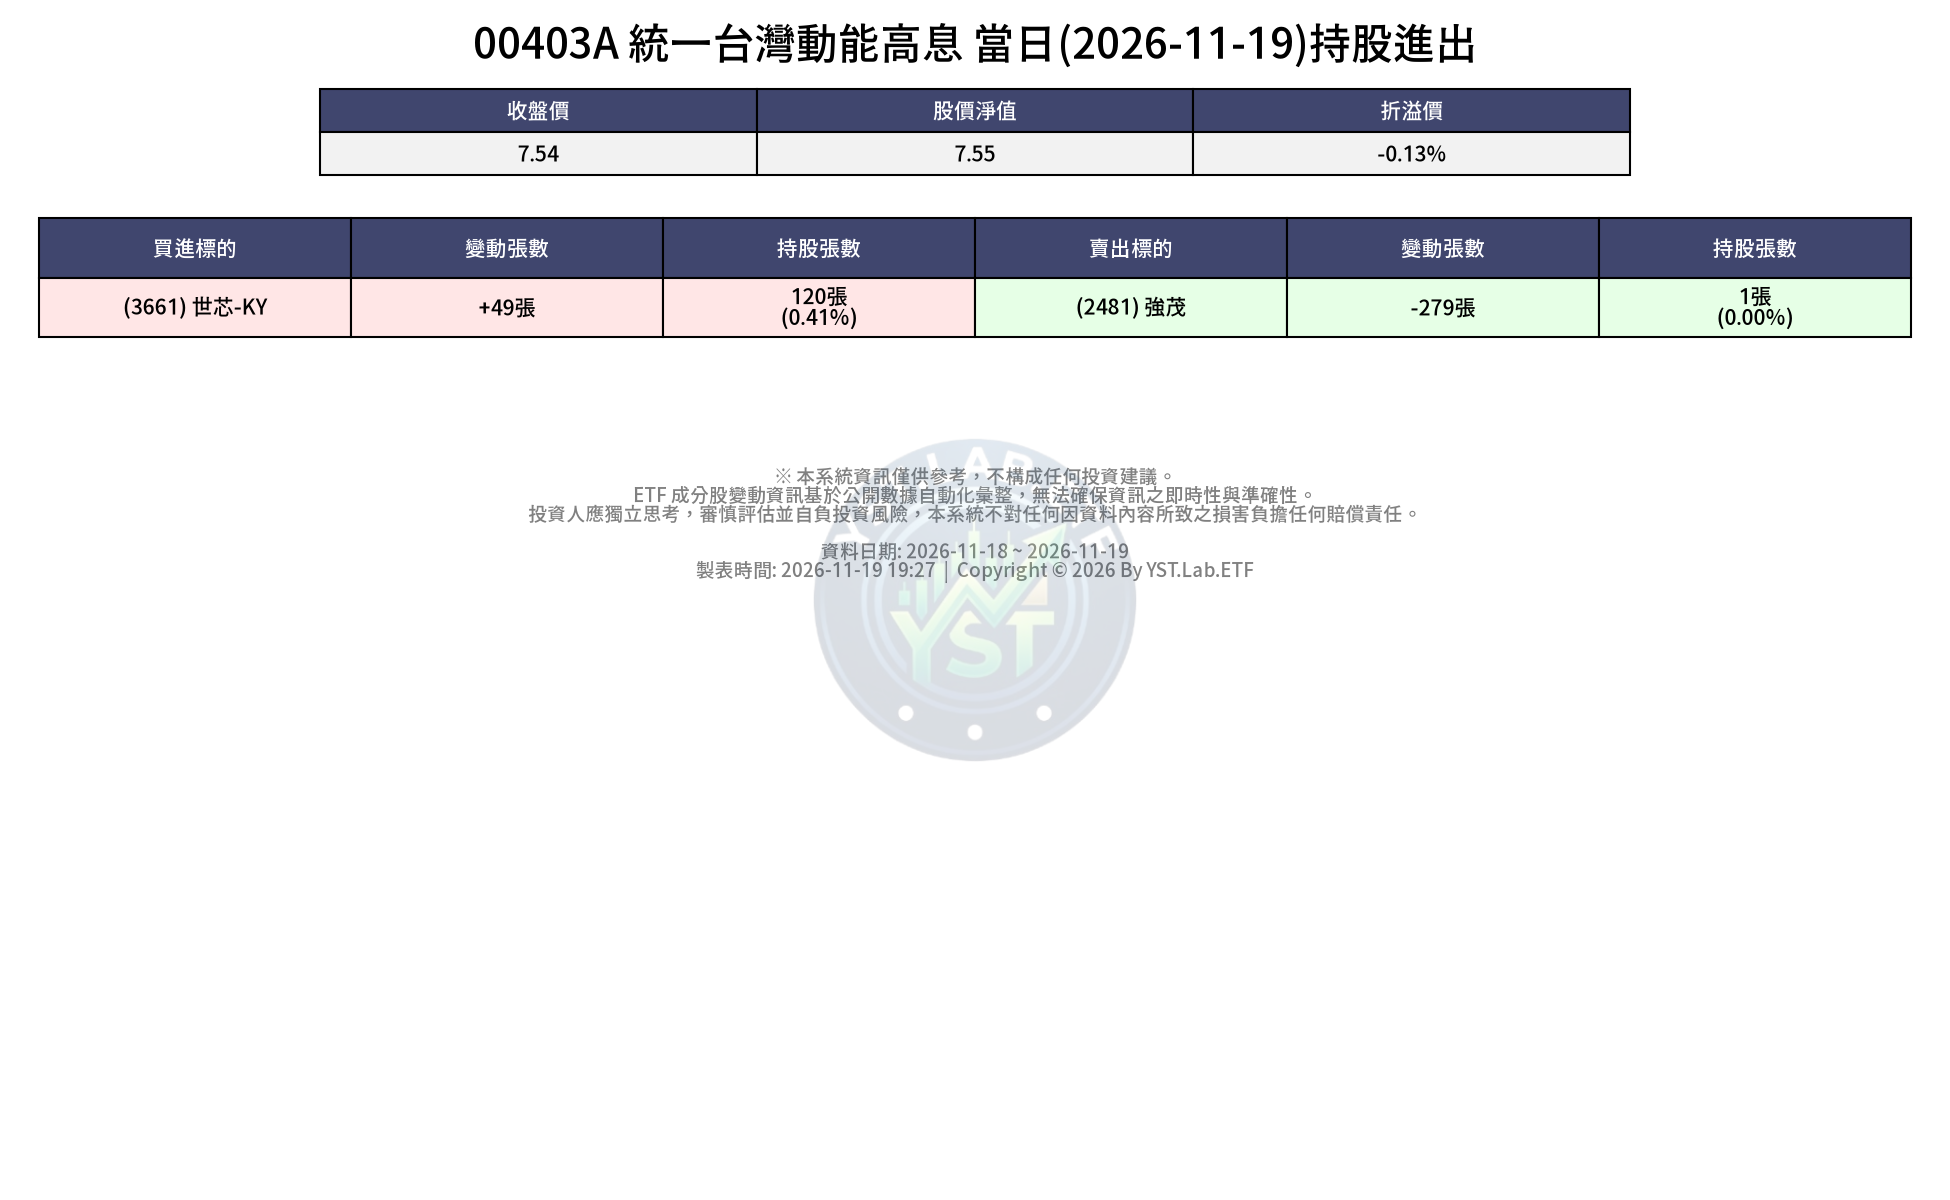 00403A 統一台灣動能高息 當日(2026-11-19)持股進出
收盤價 股價淨值 折溢價
7.54 7.55 -0.13%
買進標的 變動張數 持股張數 賣出標的 變動張數 持股張數
(3661) 世芯-KY +49張 120張 (0.41%) (2481) 強茂 -279張 1張 (0.00%)
※ 本系統資訊僅供參考，不構成任何投資建議。
ETF 成分股變動資訊基於公開數據自動化彙整，無法確保資訊之即時性與準確性。
投資人應獨立思考，審慎評估並自負投資風險，本系統不對任何因資料內容所致之損害負擔任何賠償責任。
資料日期: 2026-11-18 ~ 2026-11-19
製表時間: 2026-11-19 19:27 | Copyright © 2026 By YST.Lab.ETF
YST